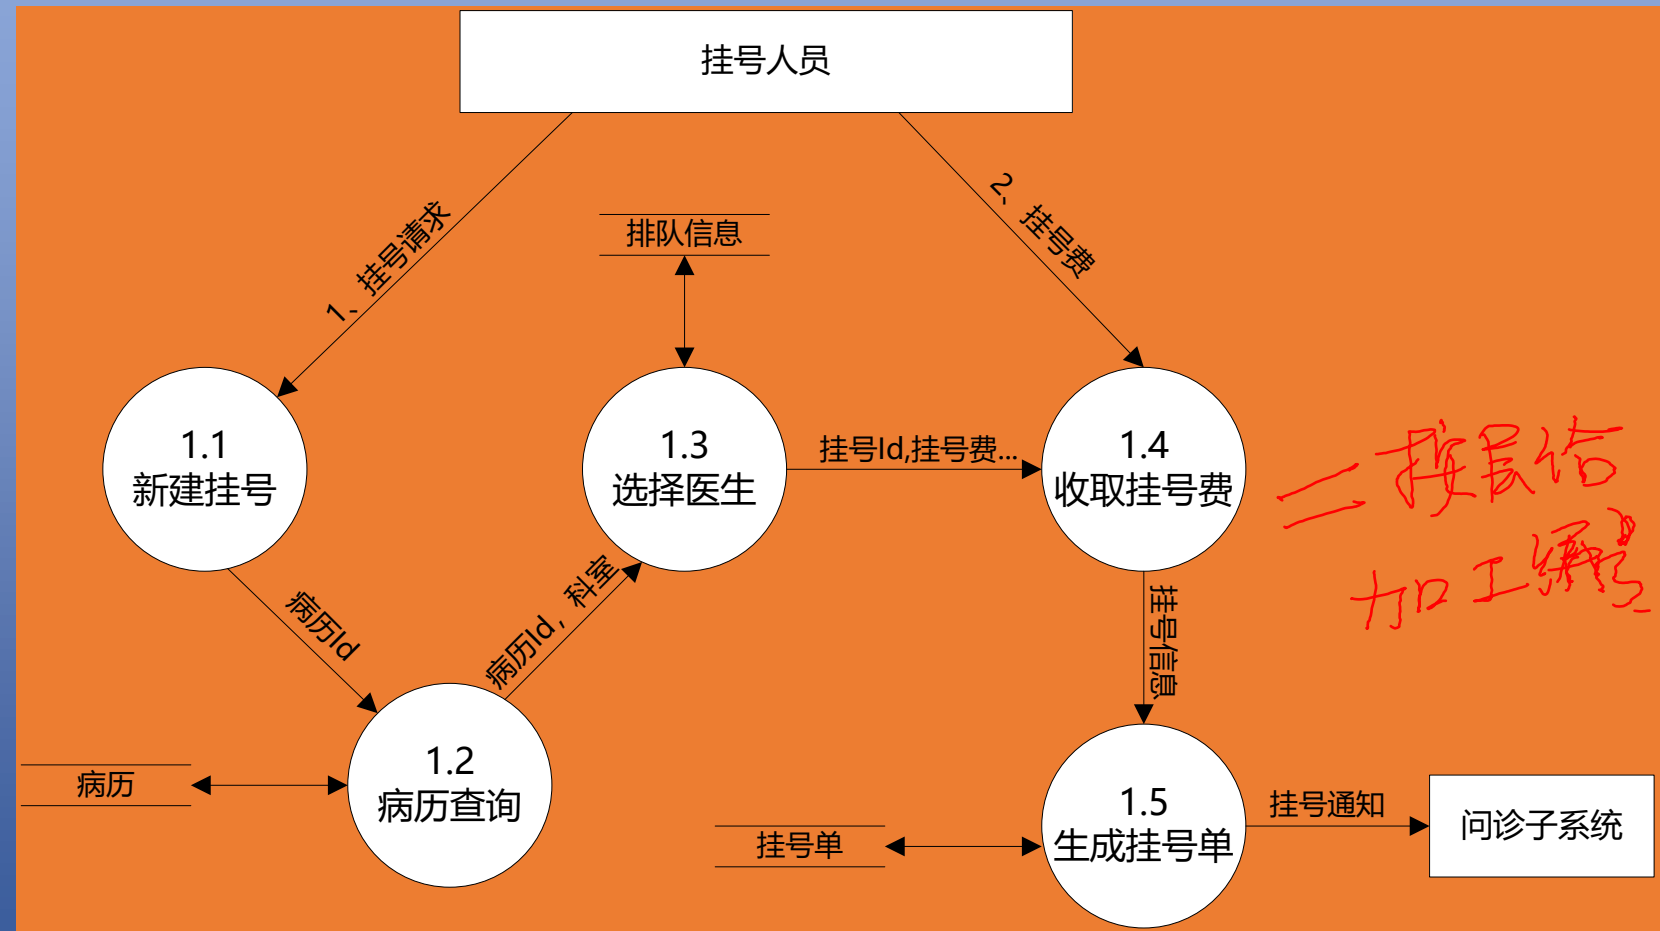 挂号人员
1、挂号请求
2、挂号费
排队信息
1.1
新建挂号
1.3
选择医生
挂号Id,挂号费...
1.4
收取挂号费
病历Id
病历Id，科室
挂号信息
1.2
病历查询
病历
1.5
生成挂号单
挂号单
挂号通知
问诊子系统
加工编号